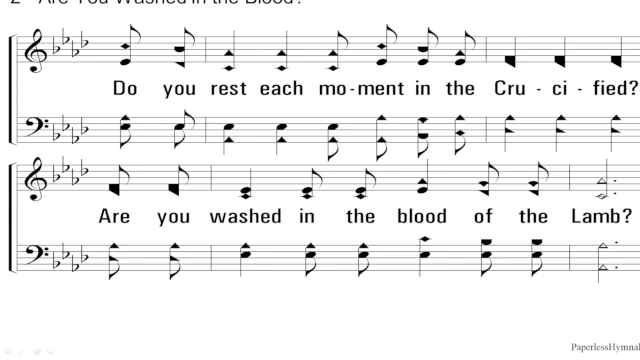 2 Are You Washed in the Blood?
Do you rest each mo-ment in the Cru - ci - fied?
Are you washed in the blood of the Lamb?
PaperlessHymnal